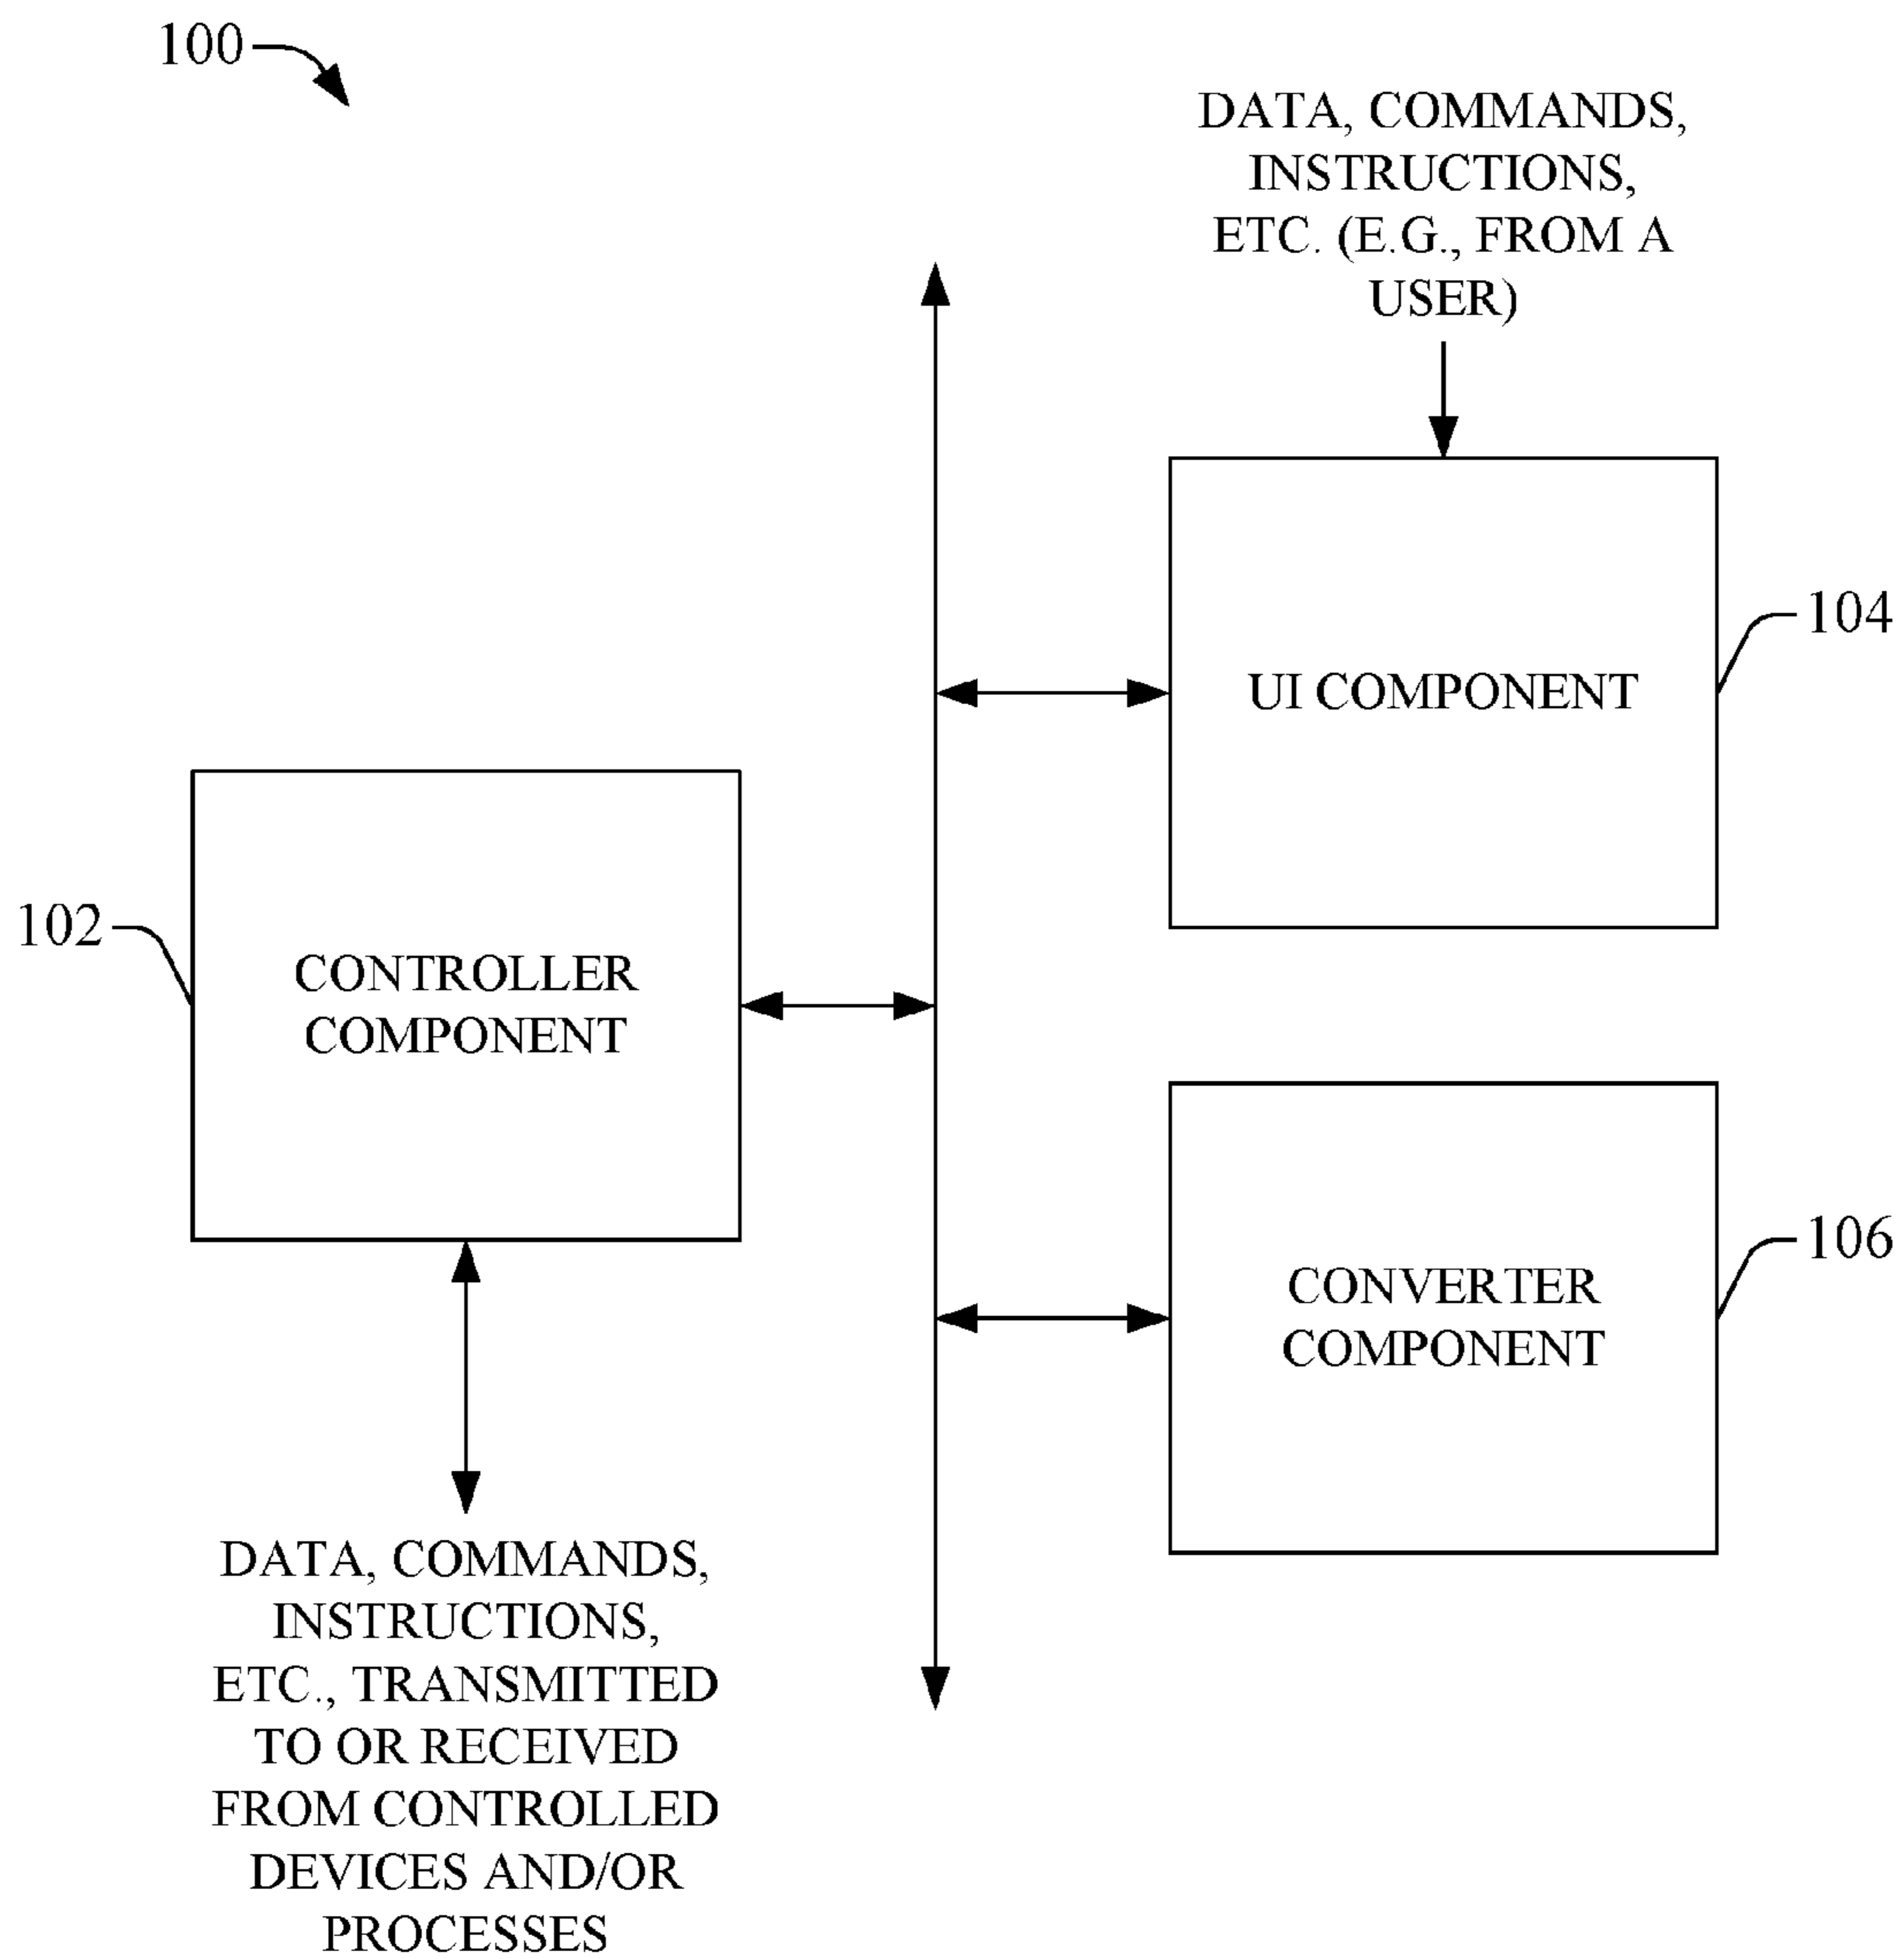 100
DATA, COMMANDS,
INSTRUCTIONS,
ETC. (E.G., FROM A
USER)
104
UI COMPONENT
102
CONTROLLER
COMPONENT
106
CONVERTER
COMPONENT
DATA, COMMANDS,
INSTRUCTIONS,
ETC., TRANSMITTED
TO OR RECEIVED
FROM CONTROLLED
DEVICES AND/OR
PROCESSES